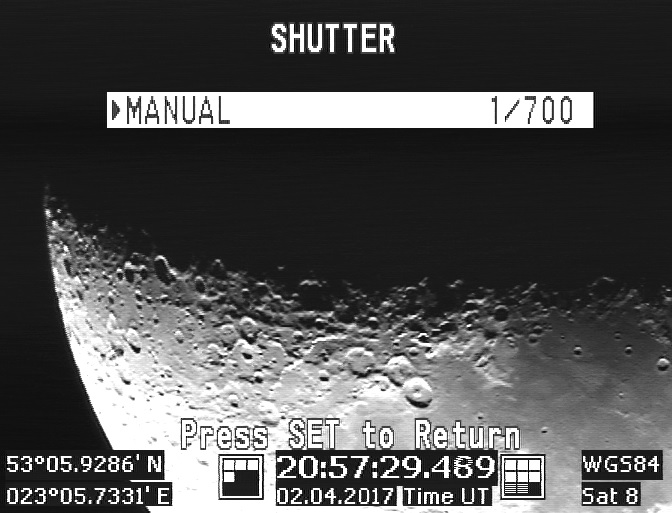 SHUTTER
▸MANUAL 1/700
Press SET to Return
53°05.9286' N 20:57:29.489 WGS84
023°05.7331' E 02.04.2017 Time UT Sat 8